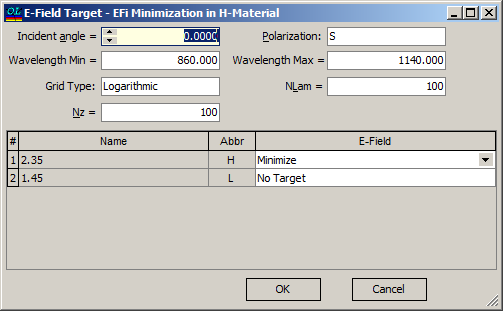 OL E-Field Target - EFi Minimization in H-Material
Incident angle = 0.0000 Polarization: S
Wavelength Min = 860.000 Wavelength Max = 1140.000
Grid Type: Logarithmic NLam = 100
Nz = 100
# Name Abbr E-Field
1 2.35 H Minimize
2 1.45 L No Target
OK Cancel